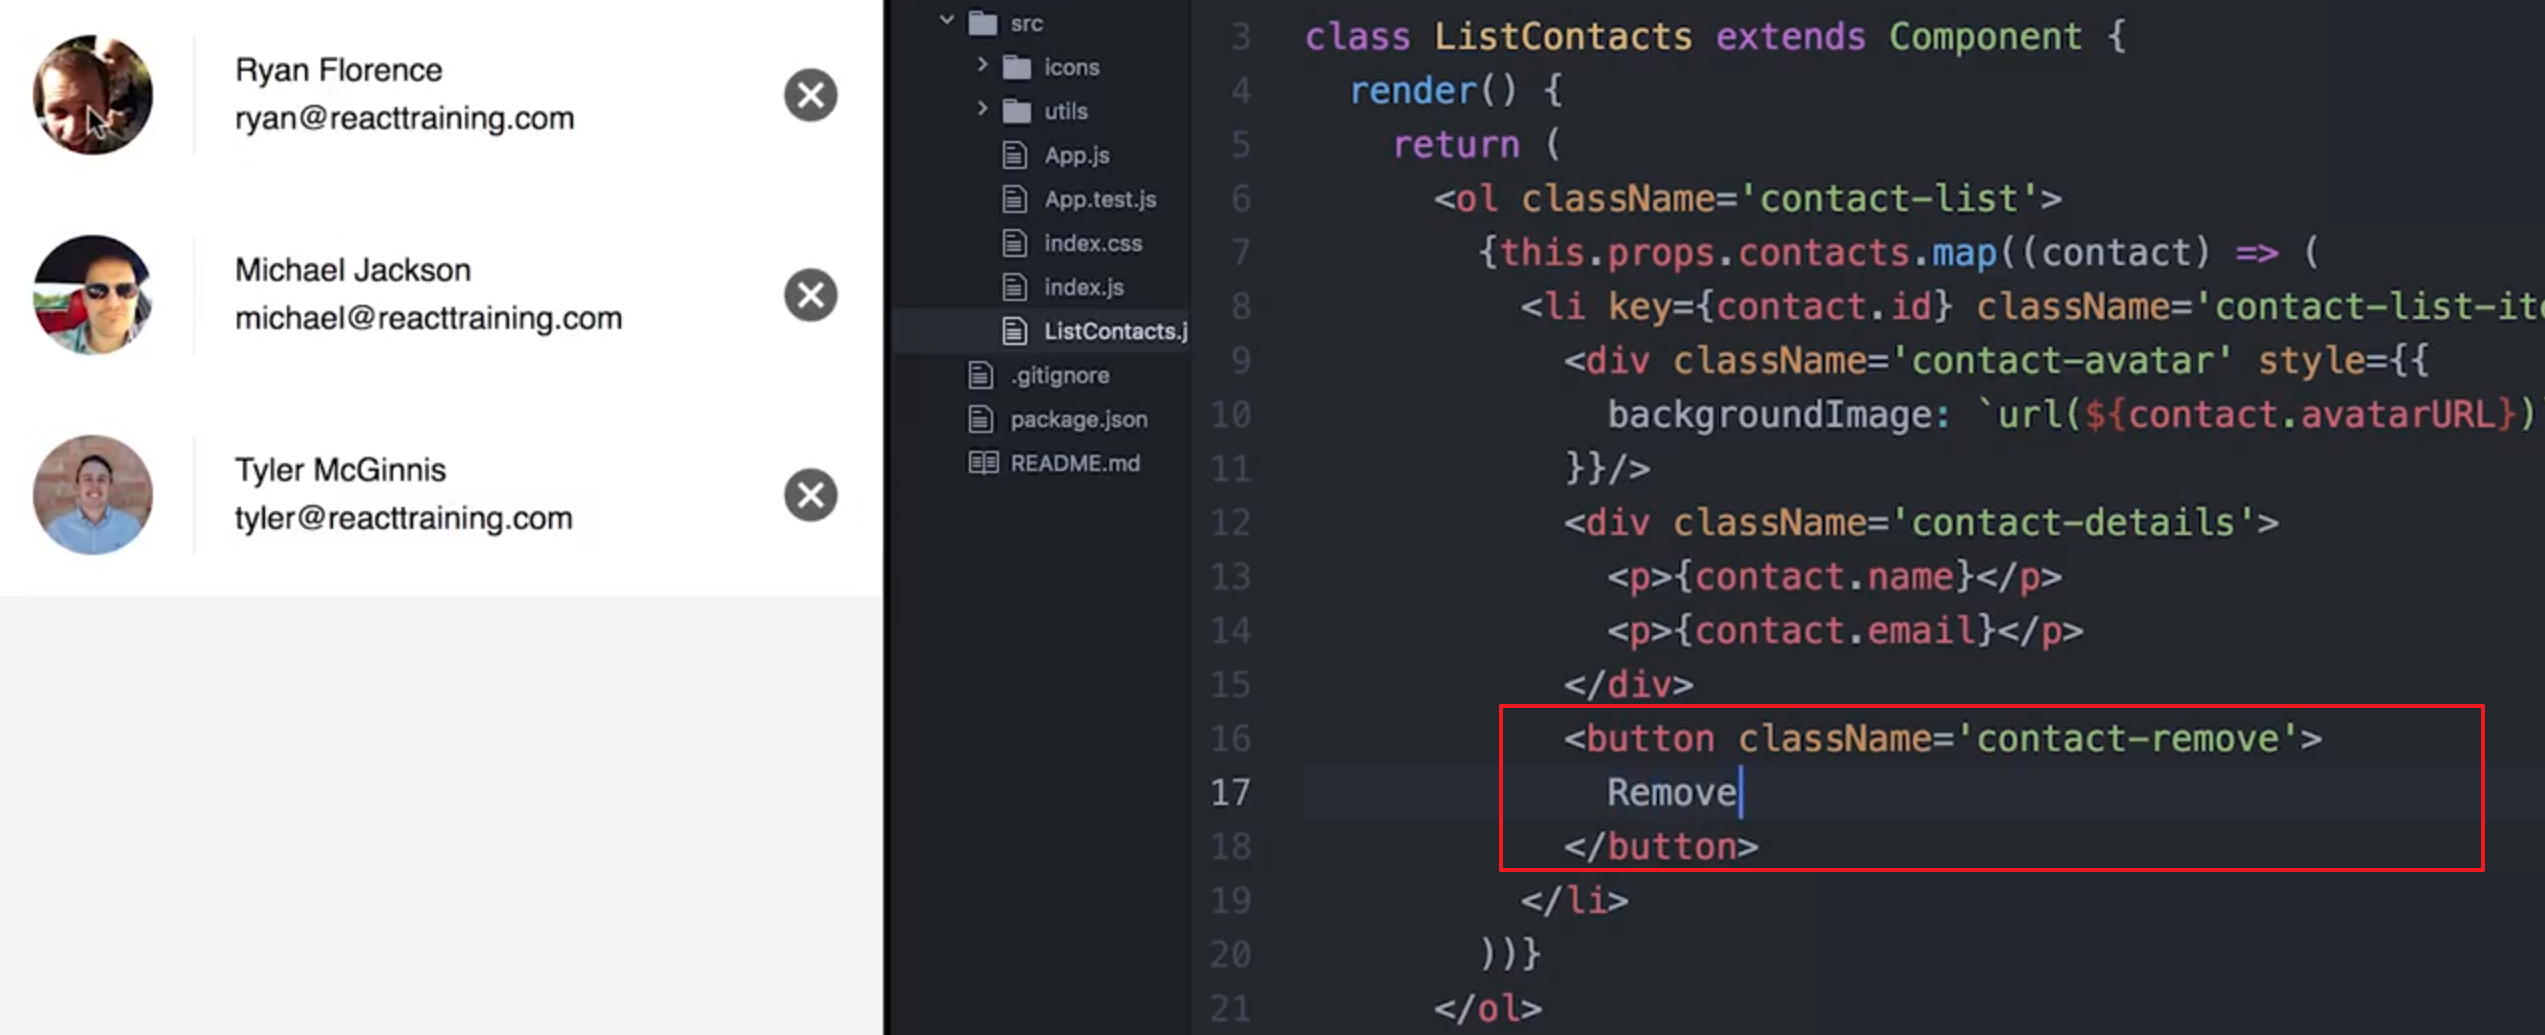 Ryan Florence
ryan@reacttraining.com
Michael Jackson
michael@reacttraining.com
Tyler McGinnis
tyler@reacttraining.com
src
icons
utils
App.js
App.test.js
index.css
index.js
ListContacts.j
.gitignore
package.json
README.md
3 class ListContacts extends Component {
4 render() {
5 return (
6 <ol className='contact-list'>
7 {this.props.contacts.map((contact) => (
8 <li key={contact.id} className='contact-list-ite
9 <div className='contact-avatar' style={{
10 backgroundImage: `url(${contact.avatarURL})`
11 }}/>
12 <div className='contact-details'>
13 <p>{contact.name}</p>
14 <p>{contact.email}</p>
15 </div>
16 <button className='contact-remove'>
17 Remove
18 </button>
19 </li>
20 ))}
21 </ol>